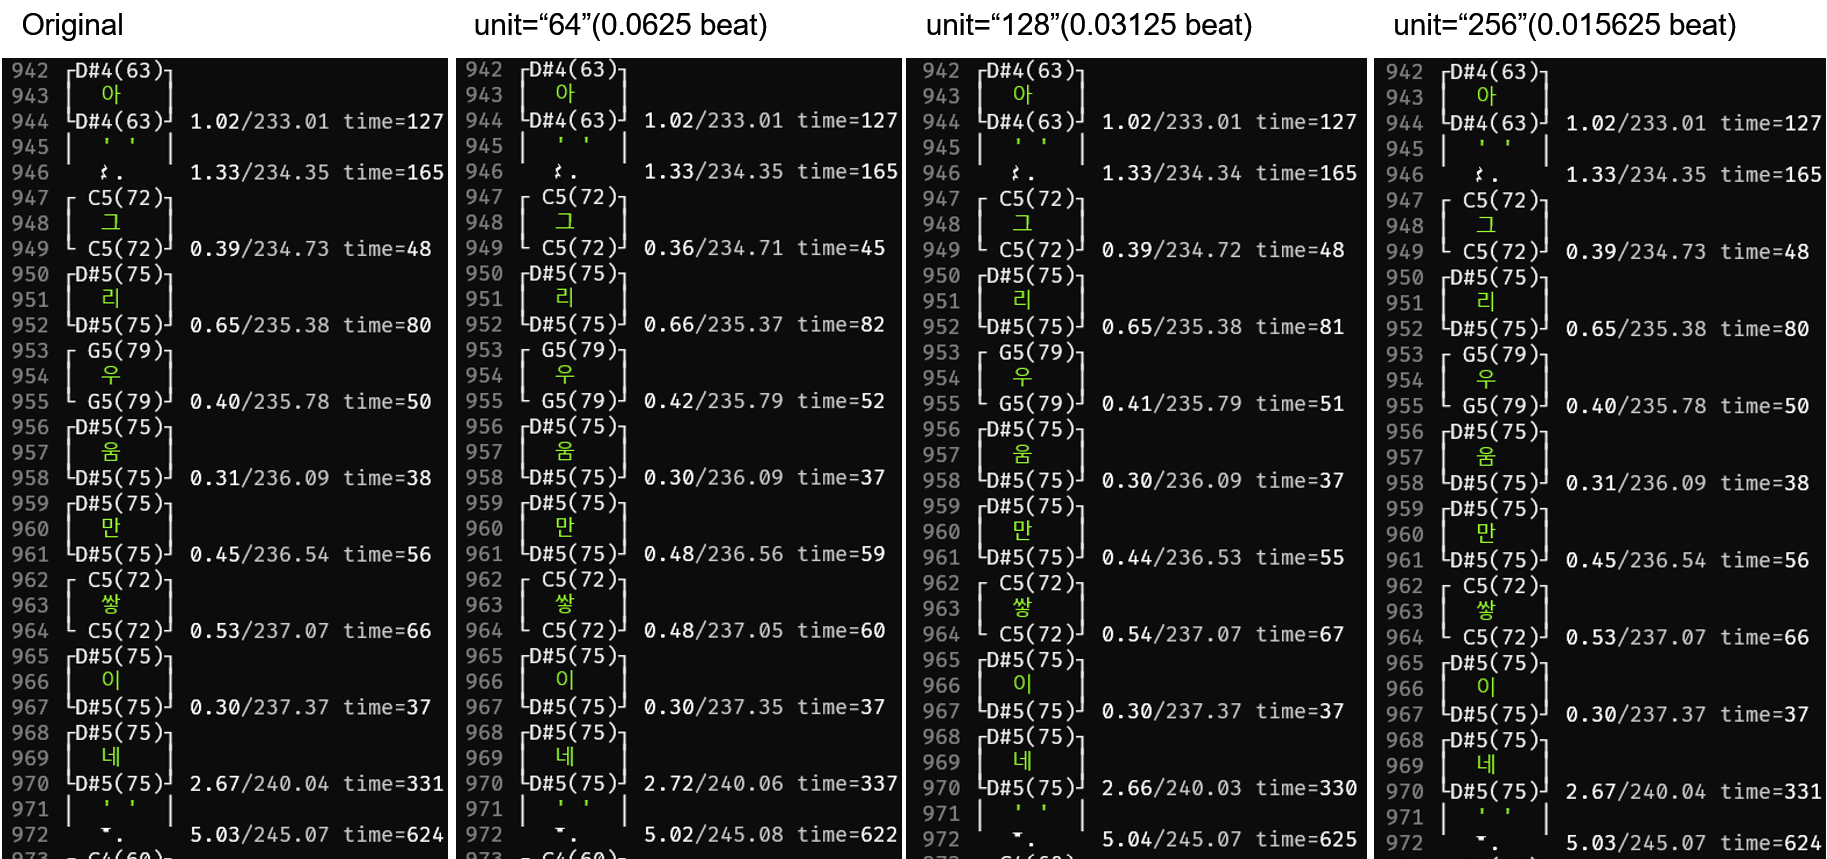 Original
942 D#4(63)
943 아
944 D#4(63) 1.02/233.01 time=127
945 ' '
946 𝄽. 1.33/234.35 time=165
947 C5(72)
948 그
949 C5(72) 0.39/234.73 time=48
950 D#5(75)
951 리
952 D#5(75) 0.65/235.38 time=80
953 G5(79)
954 우
955 G5(79) 0.40/235.78 time=50
956 D#5(75)
957 움
958 D#5(75) 0.31/236.09 time=38
959 D#5(75)
960 만
961 D#5(75) 0.45/236.54 time=56
962 C5(72)
963 쌓
964 C5(72) 0.53/237.07 time=66
965 D#5(75)
966 이
967 D#5(75) 0.30/237.37 time=37
968 D#5(75)
969 네
970 D#5(75) 2.67/240.04 time=331
971 ' '
972 . 5.03/245.07 time=624
unit=“64”(0.0625 beat)
942 D#4(63)
943 아
944 D#4(63) 1.02/233.01 time=127
945 ' '
946 𝄽. 1.33/234.35 time=165
947 C5(72)
948 그
949 C5(72) 0.36/234.71 time=45
950 D#5(75)
951 리
952 D#5(75) 0.66/235.37 time=82
953 G5(79)
954 우
955 G5(79) 0.42/235.79 time=52
956 D#5(75)
957 움
958 D#5(75) 0.30/236.09 time=37
959 D#5(75)
960 만
961 D#5(75) 0.48/236.56 time=59
962 C5(72)
963 쌓
964 C5(72) 0.48/237.05 time=60
965 D#5(75)
966 이
967 D#5(75) 0.30/237.35 time=37
968 D#5(75)
969 네
970 D#5(75) 2.72/240.06 time=337
971 ' '
972 . 5.02/245.08 time=622
unit=“128”(0.03125 beat)
942 D#4(63)
943 아
944 D#4(63) 1.02/233.01 time=127
945 ' '
946 𝄽. 1.33/234.34 time=165
947 C5(72)
948 그
949 C5(72) 0.39/234.72 time=48
950 D#5(75)
951 리
952 D#5(75) 0.65/235.38 time=81
953 G5(79)
954 우
955 G5(79) 0.41/235.79 time=51
956 D#5(75)
957 움
958 D#5(75) 0.30/236.09 time=37
959 D#5(75)
960 만
961 D#5(75) 0.44/236.53 time=55
962 C5(72)
963 쌓
964 C5(72) 0.54/237.07 time=67
965 D#5(75)
966 이
967 D#5(75) 0.30/237.37 time=37
968 D#5(75)
969 네
970 D#5(75) 2.66/240.03 time=330
971 ' '
972 . 5.04/245.07 time=625
unit=“256”(0.015625 beat)
942 D#4(63)
943 아
944 D#4(63) 1.02/233.01 time=127
945 ' '
946 𝄽. 1.33/234.35 time=165
947 C5(72)
948 그
949 C5(72) 0.39/234.73 time=48
950 D#5(75)
951 리
952 D#5(75) 0.65/235.38 time=80
953 G5(79)
954 우
955 G5(79) 0.40/235.78 time=50
956 D#5(75)
957 움
958 D#5(75) 0.31/236.09 time=38
959 D#5(75)
960 만
961 D#5(75) 0.45/236.54 time=56
962 C5(72)
963 쌓
964 C5(72) 0.53/237.07 time=66
965 D#5(75)
966 이
967 D#5(75) 0.30/237.37 time=37
968 D#5(75)
969 네
970 D#5(75) 2.67/240.04 time=331
971 ' '
972 . 5.03/245.07 time=624